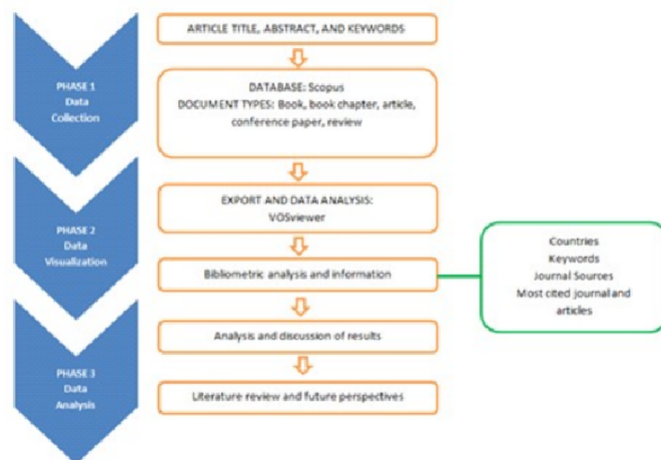 ARTICLE TITLE, ABSTRACT, AND KEYWORDS
PHASE 1
Data
Collection
DATABASE: Scopus
DOCUMENT TYPES: Book, book chapter, article,
conference paper, review
PHASE 2
Data
Visualization
EXPORT AND DATA ANALYSIS:
VOSviewer
Bibliometric analysis and information
Countries
Keywords
Journal Sources
Most cited journal and
articles
PHASE 3
Data
Analysis
Analysis and discussion of results
Literature review and future perspectives